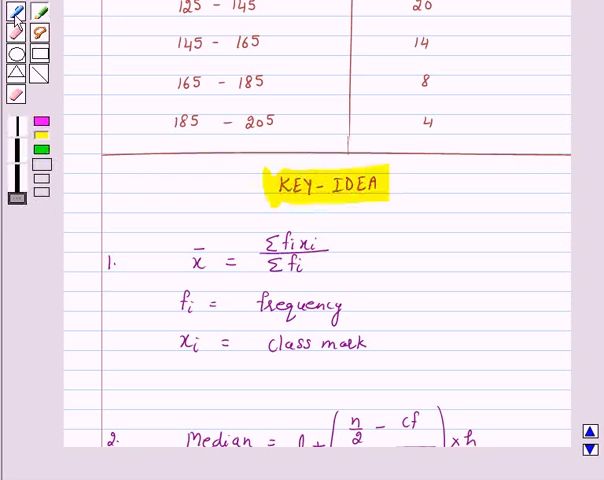 125 - 145 20
145 - 165 14
165 - 185 8
185 - 205 4
KEY-IDEA
1. x̄ = Σfixi / Σfi
fi = frequency
xi = class mark
2. Median = l + ( n/2 - cf ) × h